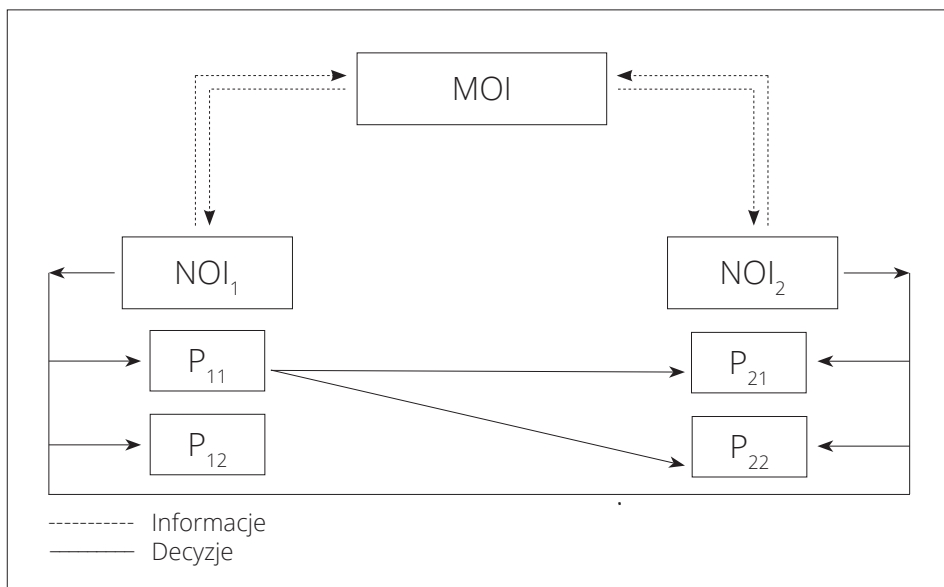 MOI
NOI₁
NOI₂
P₁₁
P₂₁
P₁₂
P₂₂
Informacje
Decyzje